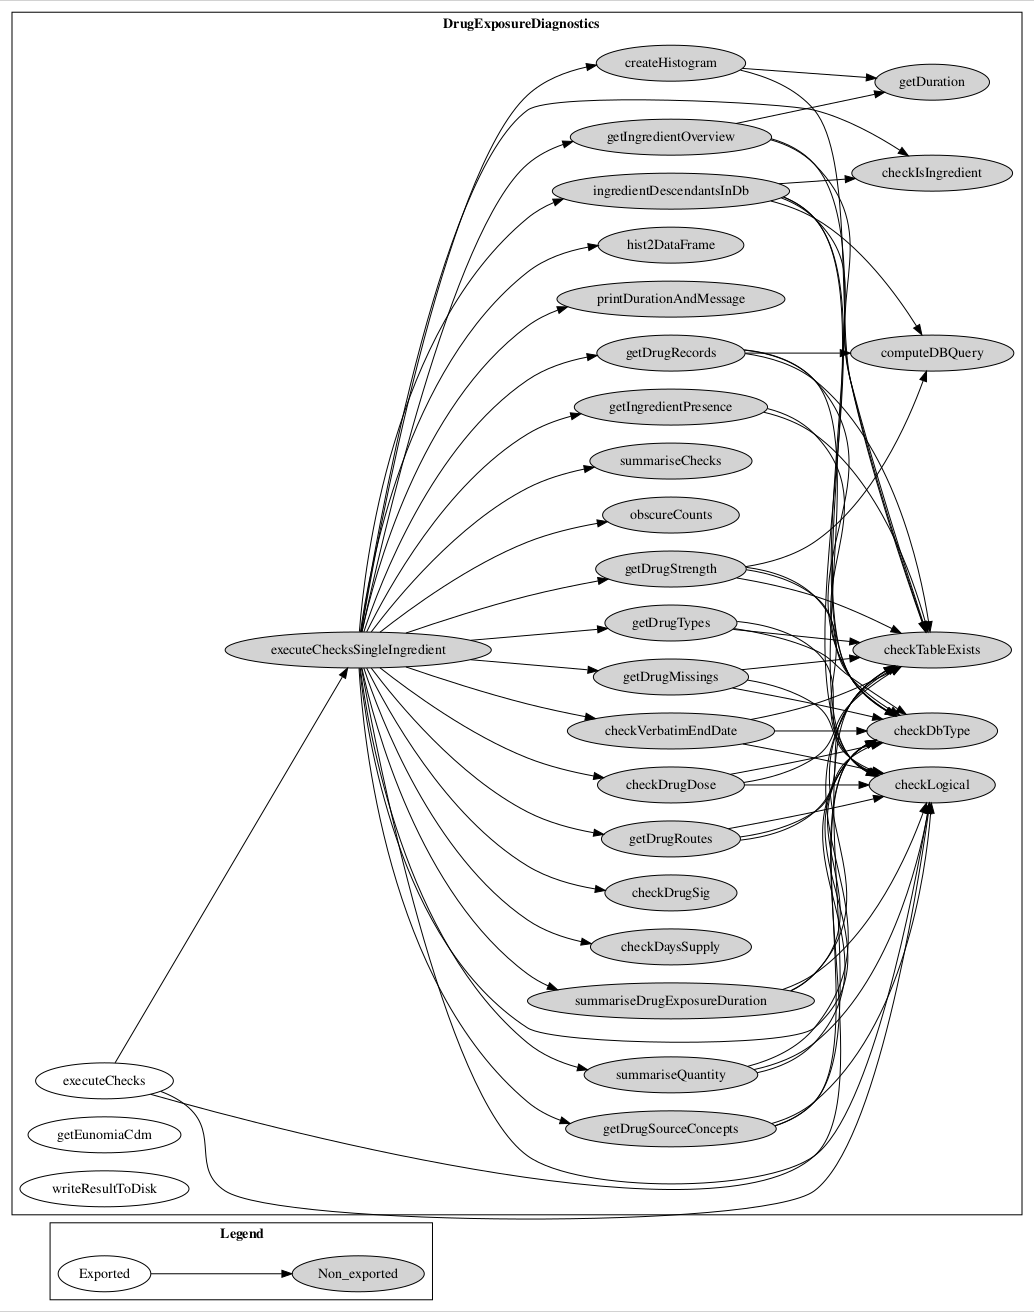 DrugExposureDiagnostics
createHistogram
getDuration
getIngredientOverview
checkIsIngredient
ingredientDescendantsInDb
hist2DataFrame
printDurationAndMessage
getDrugRecords
computeDBQuery
getIngredientPresence
summariseChecks
obscureCounts
getDrugStrength
getDrugTypes
executeChecksSingleIngredient
checkTableExists
getDrugMissings
checkVerbatimEndDate
checkDbType
checkDrugDose
checkLogical
getDrugRoutes
checkDrugSig
checkDaysSupply
summariseDrugExposureDuration
summariseQuantity
executeChecks
getDrugSourceConcepts
getEunomiaCdm
writeResultToDisk
Legend
Exported
Non_exported